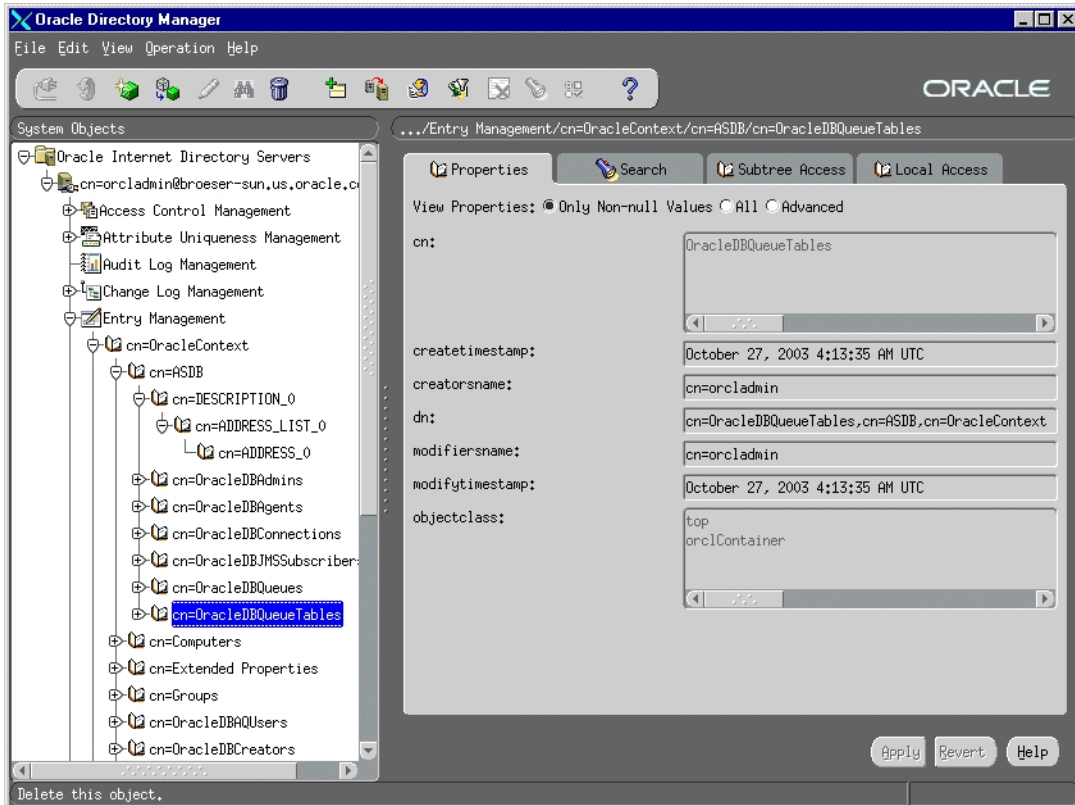 Oracle Directory Manager
File Edit View Operation Help
ORACLE
System Objects
.../Entry Management/cn=OracleContext/cn=ASDB/cn=OracleDBQueueTables
Oracle Internet Directory Servers
cn=orcladmin@broeser-sun.us.oracle.co
Access Control Management
Attribute Uniqueness Management
Audit Log Management
Change Log Management
Entry Management
cn=OracleContext
cn=ASDB
cn=DESCRIPTION_0
cn=ADDRESS_LIST_0
cn=ADDRESS_0
cn=OracleDBAdmins
cn=OracleDBAgents
cn=OracleDBConnections
cn=OracleDBJMSSubscriber
cn=OracleDBQueues
cn=OracleDBQueueTables
cn=Computers
cn=Extended Properties
cn=Groups
cn=OracleDBAQUsers
cn=OracleDBCreators
Properties Search Subtree Access Local Access
View Properties: Only Non-null Values All Advanced
cn: OracleDBQueueTables
createtimestamp: October 27, 2003 4:13:35 AM UTC
creatorsname: cn=orcladmin
dn: cn=OracleDBQueueTables,cn=ASDB,cn=OracleContext
modifiersname: cn=orcladmin
modifytimestamp: October 27, 2003 4:13:35 AM UTC
objectclass: top
orclContainer
Apply Revert Help
Delete this object.